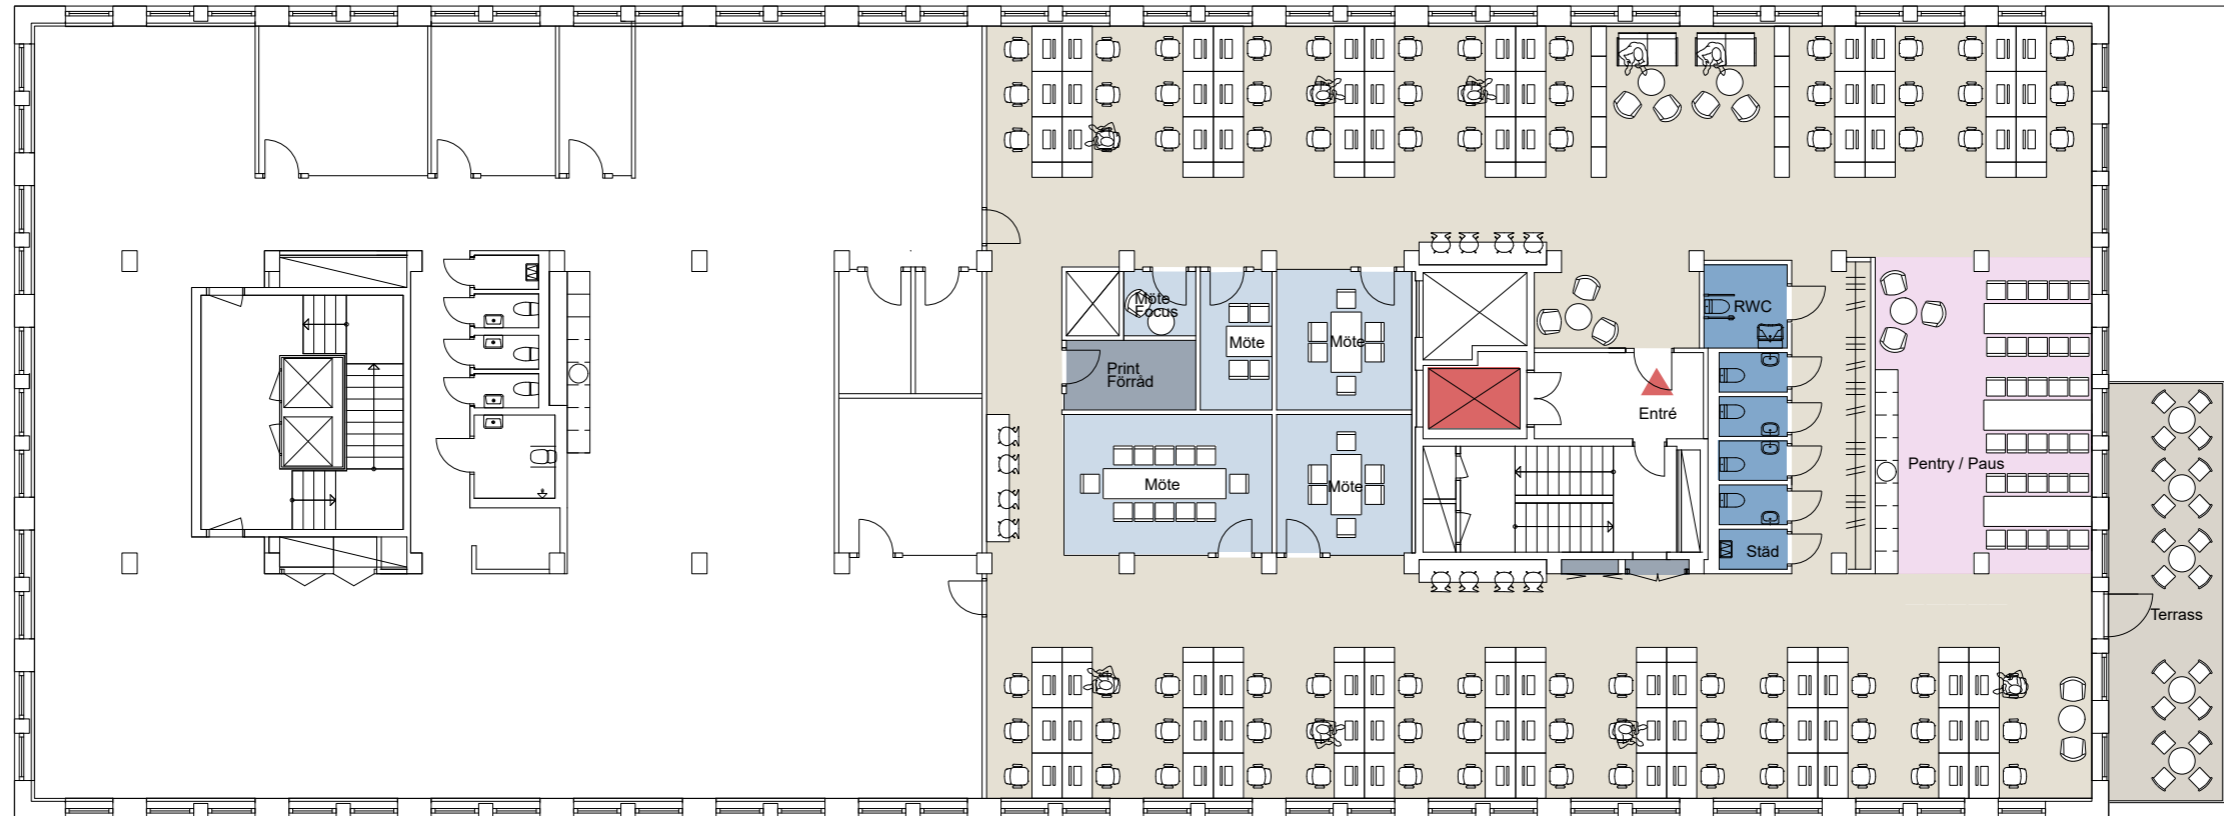 Möte
Focus
RWC
Möte
Möte
Print
Förråd
Entré
Pentry / Paus
Möte
Möte
Städ
Terrass